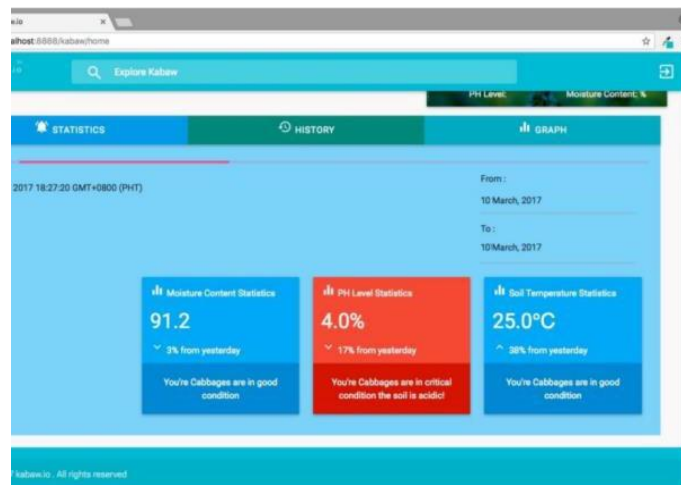 w.io ×
alhost:8888/kabaw/home
Explore Kabaw
PH Level: Moisture Content: %
STATISTICS HISTORY GRAPH
2017 18:27:20 GMT+0800 (PHT)
From :
10 March, 2017
To :
10 March, 2017
Moisture Content Statistics
91.2
3% from yesterday
You're Cabbages are in good
condition
PH Level Statistics
4.0%
17% from yesterday
You're Cabbages are in critical
condition the soil is acidic!
Soil Temperature Statistics
25.0°C
38% from yesterday
You're Cabbages are in good
condition
kabaw.io . All rights reserved